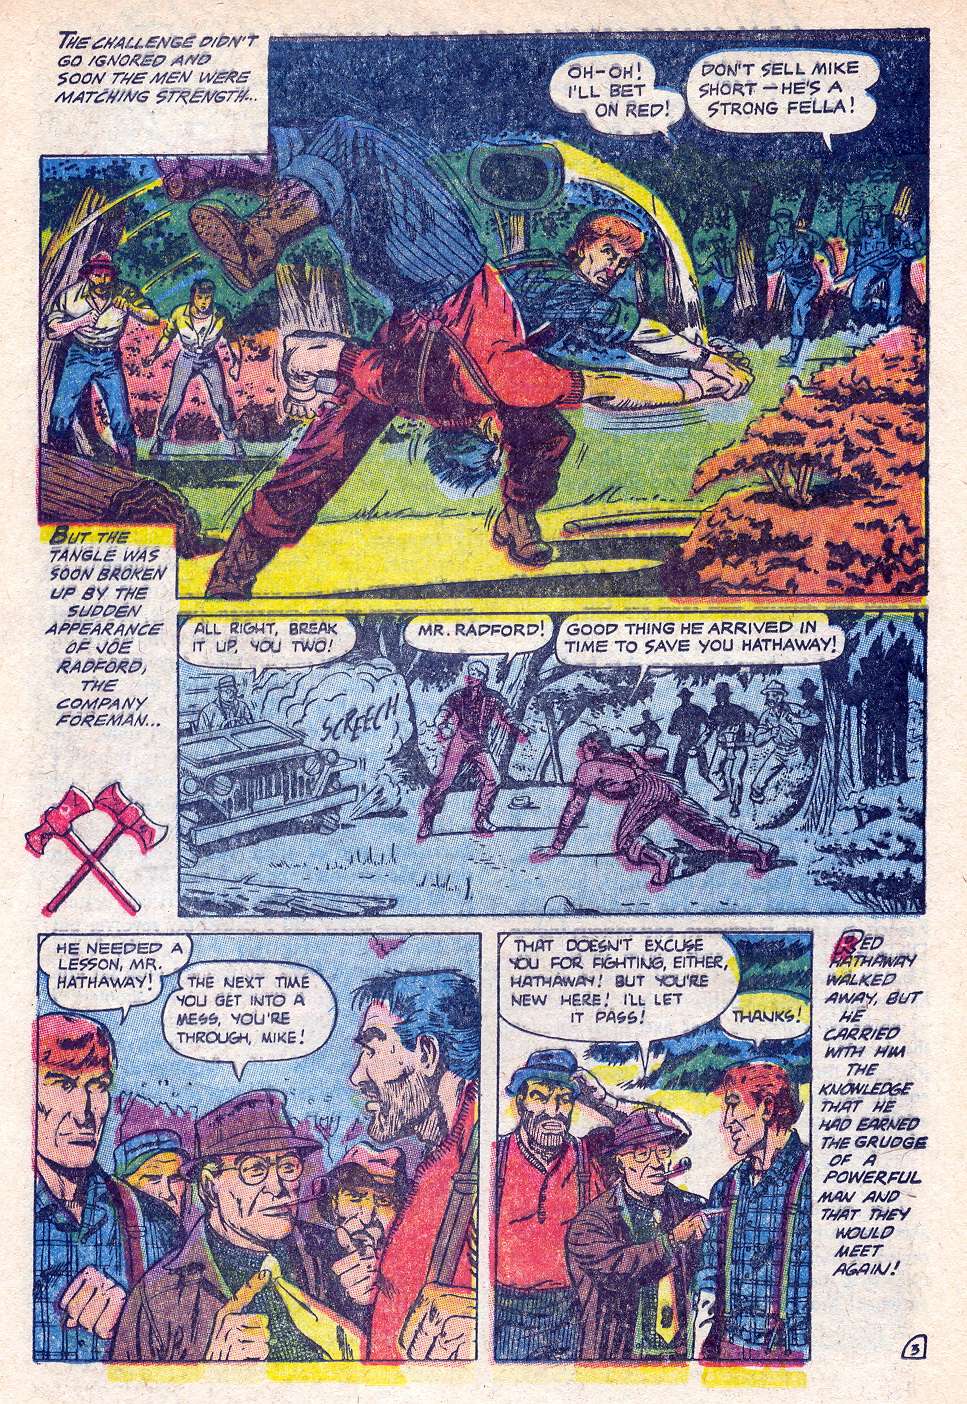 THE CHALLENGE DIDN'T
GO IGNORED AND
SOON THE MEN WERE
MATCHING STRENGTH...
OH-OH!
I'LL BET
ON RED!
DON'T SELL MIKE
SHORT—HE'S A
STRONG FELLA!
BUT THE
TANGLE WAS
SOON BROKEN
UP BY THE
SUDDEN
APPEARANCE
OF JOE
RADFORD,
THE
COMPANY
FOREMAN...
ALL RIGHT, BREAK
IT UP, YOU TWO!
SCREECH
MR. RADFORD!
GOOD THING HE ARRIVED IN
TIME TO SAVE YOU HATHAWAY!
HE NEEDED A
LESSON, MR.
HATHAWAY!
THE NEXT TIME
YOU GET INTO A
MESS, YOU'RE
THROUGH, MIKE!
THAT DOESN'T EXCUSE
YOU FOR FIGHTING, EITHER,
HATHAWAY! BUT YOU'RE
NEW HERE! I'LL LET
IT PASS!
THANKS!
RED
HATHAWAY
WALKED
AWAY, BUT
HE
CARRIED
WITH HIM
THE
KNOWLEDGE
THAT HE
HAD EARNED
THE GRUDGE
OF A
POWERFUL
MAN AND
THAT THEY
WOULD
MEET
AGAIN!
3